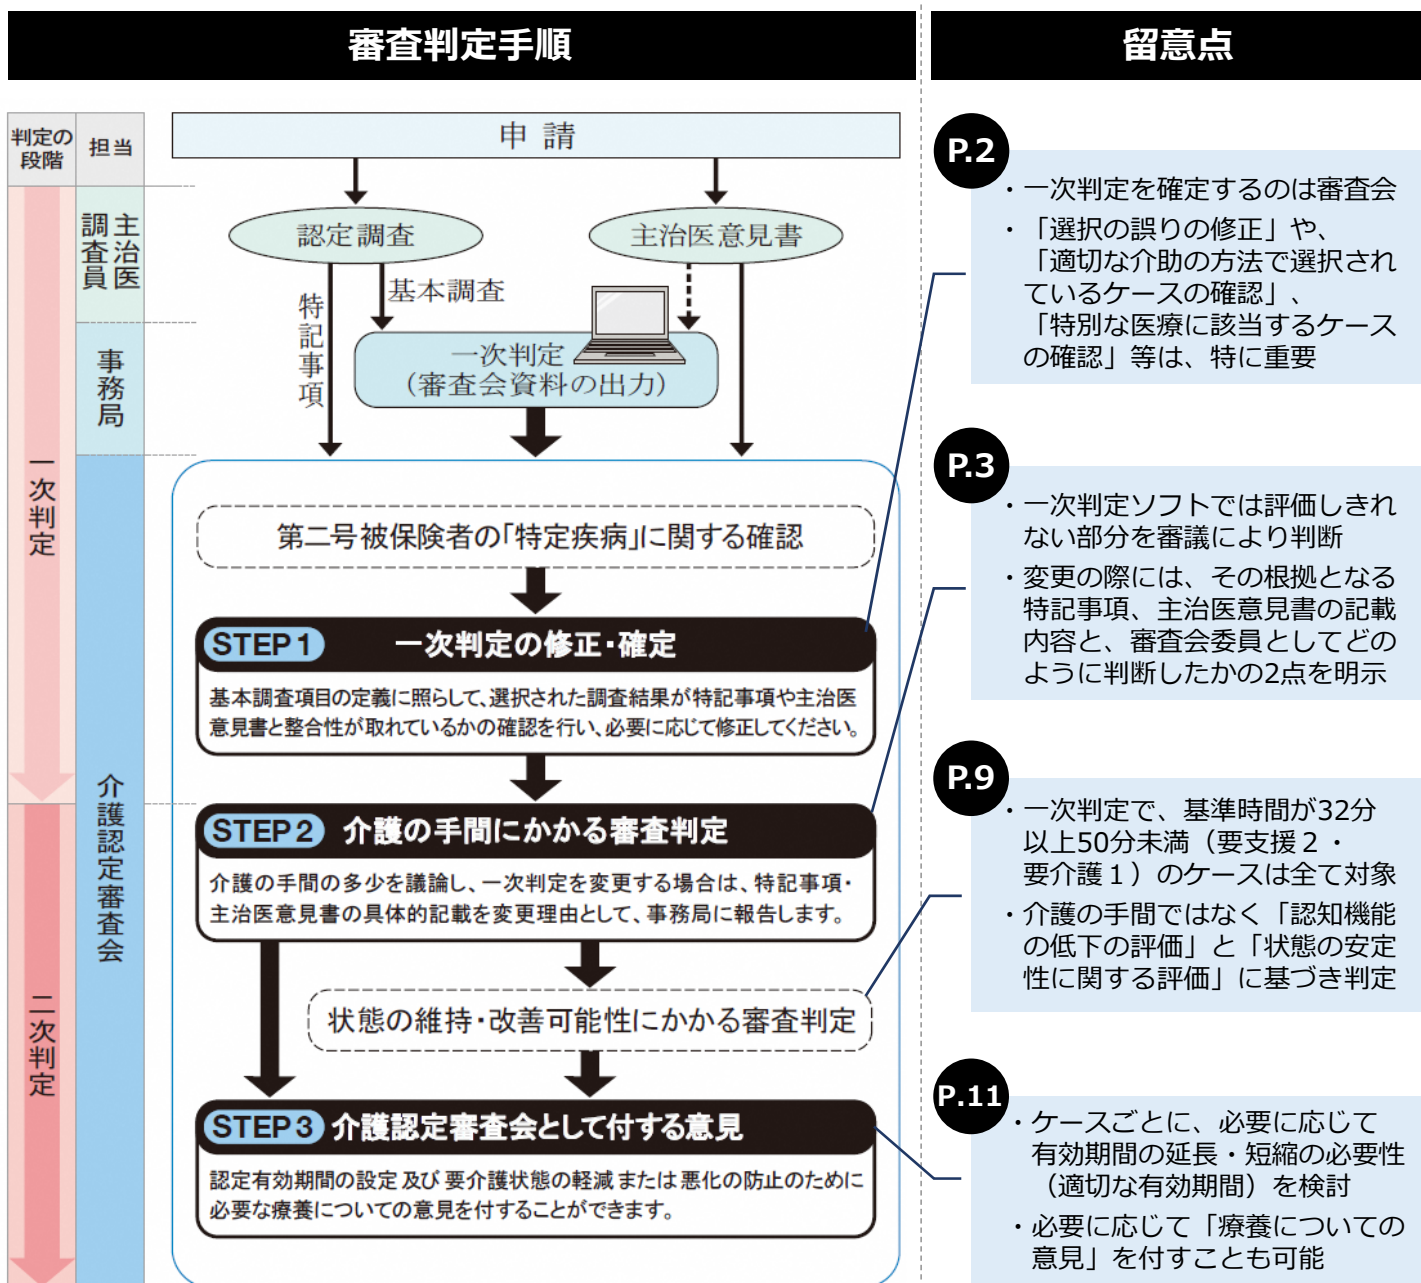 審査判定手順
留意点
判定の
段階
担当
申請
主治医
調査員
認定調査
主治医意見書
特記事項
基本調査
事務局
一次判定
（審査会資料の出力）
一次判定
第二号被保険者の「特定疾病」に関する確認
STEP1 一次判定の修正・確定
基本調査項目の定義に照らして、選択された調査結果が特記事項や主治医
意見書と整合性が取れているかの確認を行い、必要に応じて修正してください。
介護認定審査会
STEP2 介護の手間にかかる審査判定
介護の手間の多少を議論し、一次判定を変更する場合は、特記事項・
主治医意見書の具体的記載を変更理由として、事務局に報告します。
二次判定
状態の維持・改善可能性にかかる審査判定
STEP3 介護認定審査会として付する意見
認定有効期間の設定及び要介護状態の軽減または悪化の防止のために
必要な療養についての意見を付することができます。
P.2
・一次判定を確定するのは審査会
・「選択の誤りの修正」や、
「適切な介助の方法で選択され
ているケースの確認」、
「特別な医療に該当するケース
の確認」等は、特に重要
P.3
・一次判定ソフトでは評価しきれ
ない部分を審議により判断
・変更の際には、その根拠となる
特記事項、主治医意見書の記載
内容と、審査会委員としてどの
ように判断したかの2点を明示
P.9
・一次判定で、基準時間が32分
以上50分未満（要支援２・
要介護１）のケースは全て対象
・介護の手間ではなく「認知機能
の低下の評価」と「状態の安定
性に関する評価」に基づき判定
P.11
・ケースごとに、必要に応じて
有効期間の延長・短縮の必要性
（適切な有効期間）を検討
・必要に応じて「療養についての
意見」を付すことも可能